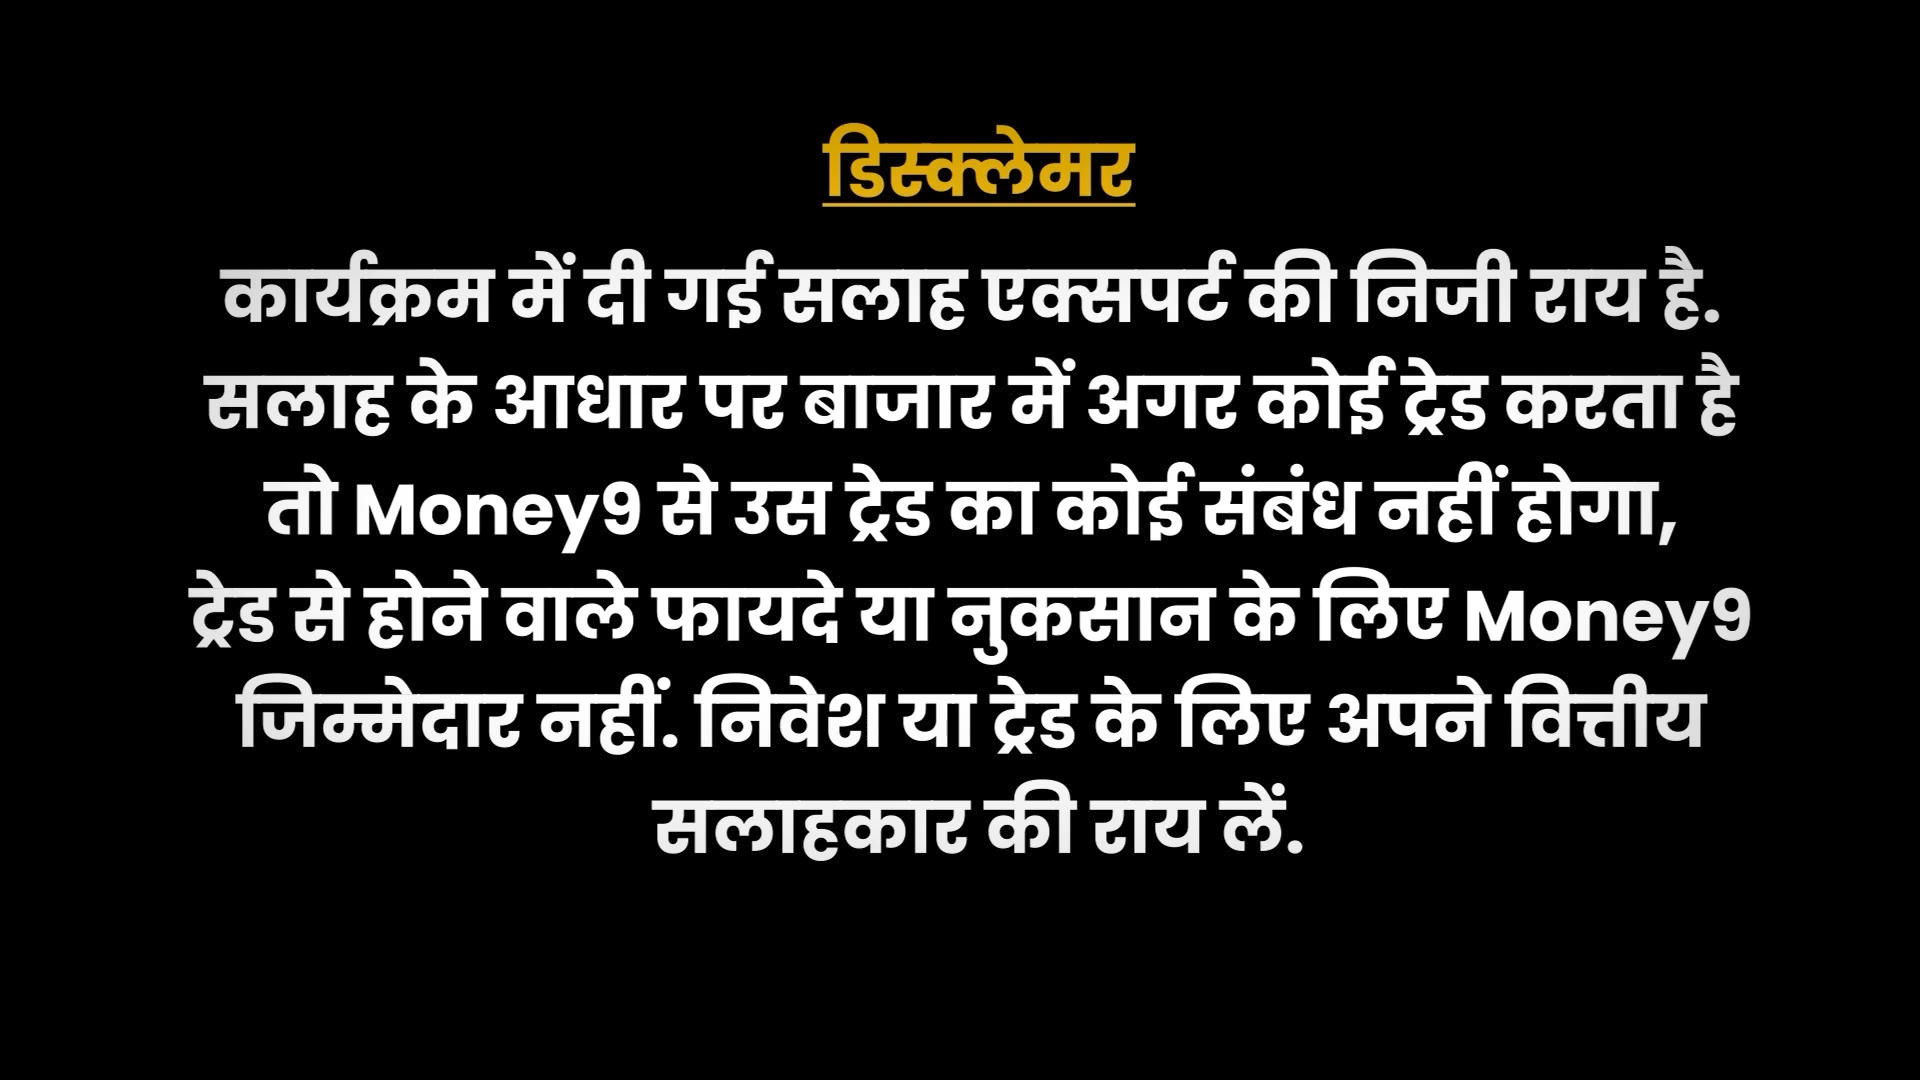 डिस्क्लेमर
कार्यक्रम में दी गई सलाह एक्सपर्ट की निजी राय है.
सलाह के आधार पर बाजार में अगर कोई ट्रेड करता है
तो Money9 से उस ट्रेड का कोई संबंध नहीं होगा,
ट्रेड से होने वाले फायदे या नुकसान के लिए Money9
जिम्मेदार नहीं. निवेश या ट्रेड के लिए अपने वित्तीय
सलाहकार की राय लें.